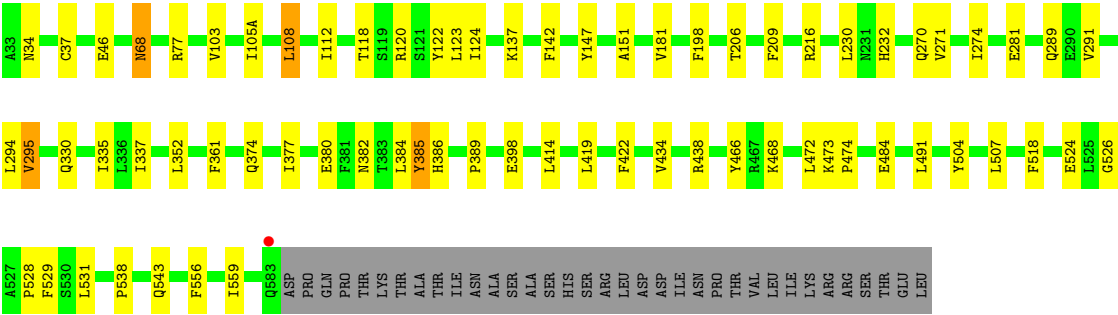 A33 N34 C37 E46 N68 R77 V103 I105A L108 I112 T118 S119 R120 S121 Y122 L123 I124 K137 F142 Y147 A151 V181 F198 T206 F209 R216 L230 N231 H232 Q270 V271 I274 E281 Q289 E290 V291
L294 V295 Q330 I335 L336 I337 L352 F361 Q374 I377 E380 F381 N382 T383 L384 Y385 H386 P389 E398 L414 L419 F422 V434 R438 Y466 R467 K468 L472 K473 P474 E484 L491 Y504 L507 F518 E524 L525 G526
A527 P528 F529 S530 L531 P538 Q543 F556 I559 Q583 ASP PRO GLN PRO THR LYS THR ALA THR ILE ASN ALA SER ALA SER HIS SER ARG LEU ASP ASP ILE ASN PRO THR VAL LEU ILE LYS ARG ARG SER THR GLU LEU